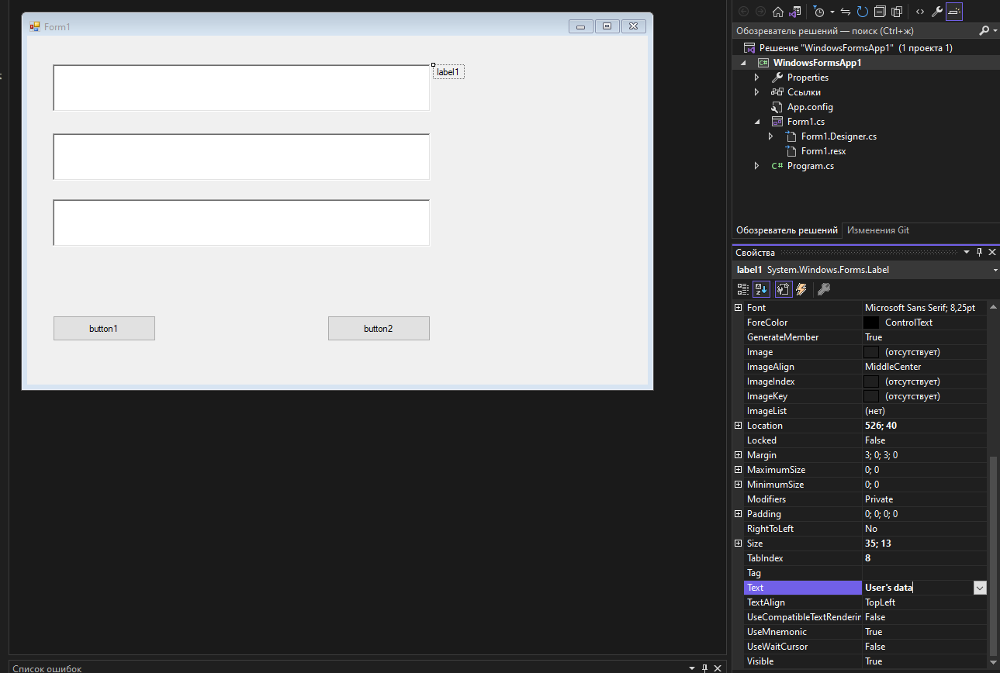 Form1
label1
button1
button2
Список ошибок
Обозреватель решений — поиск (Ctrl+ж)
Решение "WindowsFormsApp1" (1 проекта 1)
WindowsFormsApp1
Properties
Ссылки
App.config
Form1.cs
Form1.Designer.cs
Form1.resx
C# Program.cs
Обозреватель решений Изменения Git
Свойства
label1 System.Windows.Forms.Label
Font Microsoft Sans Serif; 8,25pt
ForeColor ControlText
GenerateMember True
Image (отсутствует)
ImageAlign MiddleCenter
ImageIndex (отсутствует)
ImageKey (отсутствует)
ImageList (нет)
Location 526; 40
Locked False
Margin 3; 0; 3; 0
MaximumSize 0; 0
MinimumSize 0; 0
Modifiers Private
Padding 0; 0; 0; 0
RightToLeft No
Size 35; 13
TabIndex 8
Tag
Text User's data
TextAlign TopLeft
UseCompatibleTextRenderin False
UseMnemonic True
UseWaitCursor False
Visible True